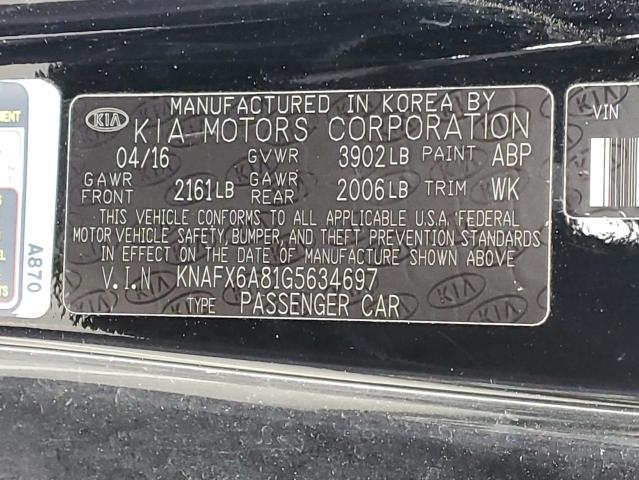 MANUFACTURED IN KOREA BY
KIA KIA MOTORS CORPORATION
04/16 GVWR 3902LB PAINT ABP
GAWR FRONT 2161LB GAWR REAR 2006LB TRIM WK
THIS VEHICLE CONFORMS TO ALL APPLICABLE U.S.A. FEDERAL
MOTOR VEHICLE SAFETY, BUMPER, AND THEFT PREVENTION STANDARDS
IN EFFECT ON THE DATE OF MANUFACTURE SHOWN ABOVE
V.I.N KNAFX6A81G5634697
TYPE PASSENGER CAR
VIN
A870